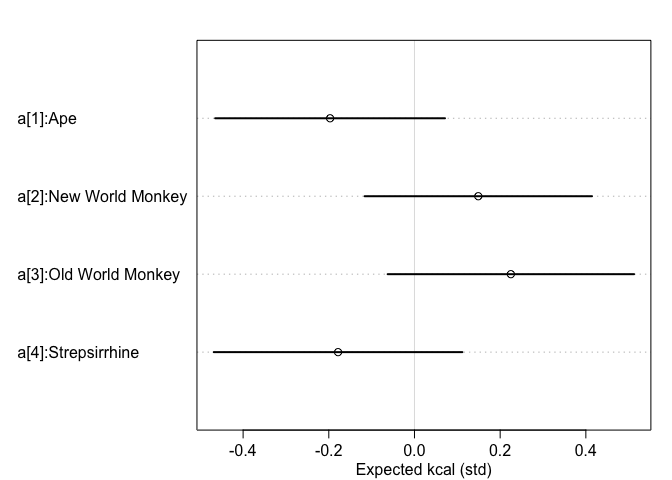 a[1]:Ape
a[2]:New World Monkey
a[3]:Old World Monkey
a[4]:Strepsirrhine
-0.4 -0.2 0.0 0.2 0.4
Expected kcal (std)